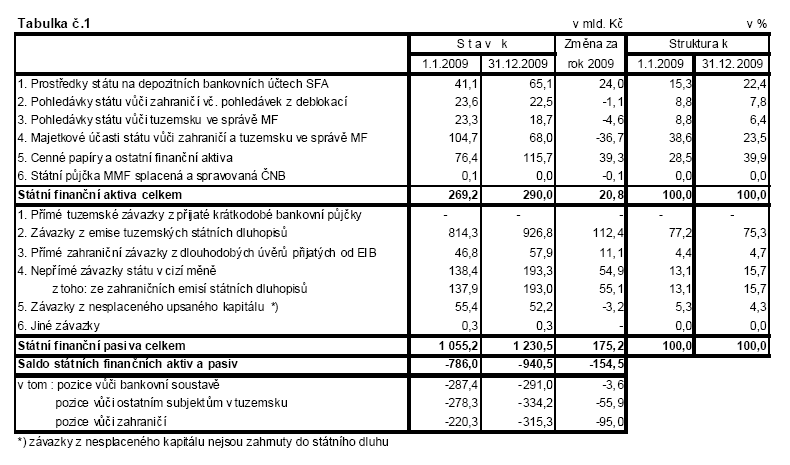 Tabulka č.1 v mld. Kč v %
S t a v k Změna za Struktura k
1.1.2009 31.12.2009 rok 2009 1.1.2009 31.12.2009
1. Prostředky státu na depozitních bankovních účtech SFA 41,1 65,1 24,0 15,3 22,4
2. Pohledávky státu vůči zahraničí vč. pohledávek z deblokací 23,6 22,5 -1,1 8,8 7,8
3. Pohledávky státu vůči tuzemsku ve správě MF 23,3 18,7 -4,6 8,8 6,4
4. Majetkové účasti státu vůči zahraničí a tuzemsku ve správě MF 104,7 68,0 -36,7 38,6 23,5
5. Cenné papíry a ostatní finanční aktiva 76,4 115,7 39,3 28,5 39,9
6. Státní půjčka MMF splacená a spravovaná ČNB 0,1 0,0 -0,1 0,0 0,0
Státní finanční aktiva celkem 269,2 290,0 20,8 100,0 100,0
1. Přímé tuzemské závazky z přijaté krátkodobé bankovní půjčky - - - - -
2. Závazky z emise tuzemských státních dluhopisů 814,3 926,8 112,4 77,2 75,3
3. Přímé zahraniční závazky z dlouhodobých úvěrů přijatých od EIB 46,8 57,9 11,1 4,4 4,7
4. Nepřímé závazky státu v cizí měně 138,4 193,3 54,9 13,1 15,7
z toho: ze zahraničních emisí státních dluhopisů 137,9 193,0 55,1 13,1 15,7
5. Závazky z nesplaceného upsaného kapitálu *) 55,4 52,2 -3,2 5,3 4,3
6. Jiné závazky 0,3 0,3 - 0,0 0,0
Státní finanční pasiva celkem 1 055,2 1 230,5 175,2 100,0 100,0
Saldo státních finančních aktiv a pasiv -786,0 -940,5 -154,5
v tom : pozice vůči bankovní soustavě -287,4 -291,0 -3,6
pozice vůči ostatním subjektům v tuzemsku -278,3 -334,2 -55,9
pozice vůči zahraničí -220,3 -315,3 -95,0
*) závazky z nesplaceného kapitálu nejsou zahrnuty do státního dluhu